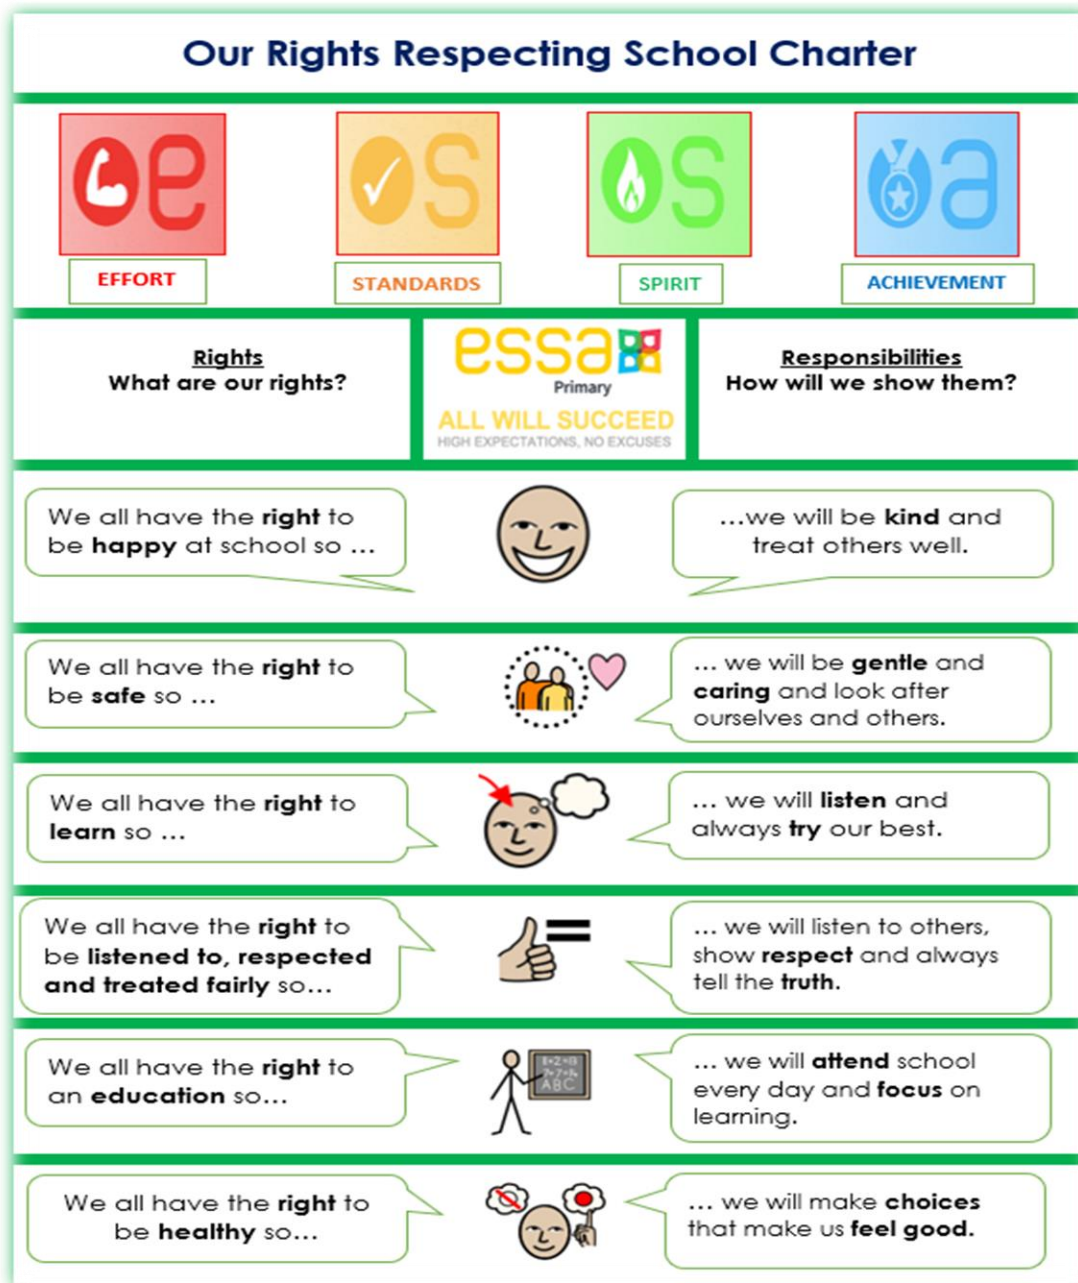 Our Rights Respecting School Charter
e s s a
EFFORT STANDARDS SPIRIT ACHIEVEMENT
Rights
What are our rights?
essa
Primary
ALL WILL SUCCEED
HIGH EXPECTATIONS, NO EXCUSES
Responsibilities
How will we show them?
We all have the right to
be happy at school so ...
...we will be kind and
treat others well.
We all have the right to
be safe so ...
... we will be gentle and
caring and look after
ourselves and others.
We all have the right to
learn so ...
... we will listen and
always try our best.
We all have the right to
be listened to, respected
and treated fairly so...
... we will listen to others,
show respect and always
tell the truth.
We all have the right to
an education so...
ABC
... we will attend school
every day and focus on
learning.
We all have the right to
be healthy so...
... we will make choices
that make us feel good.